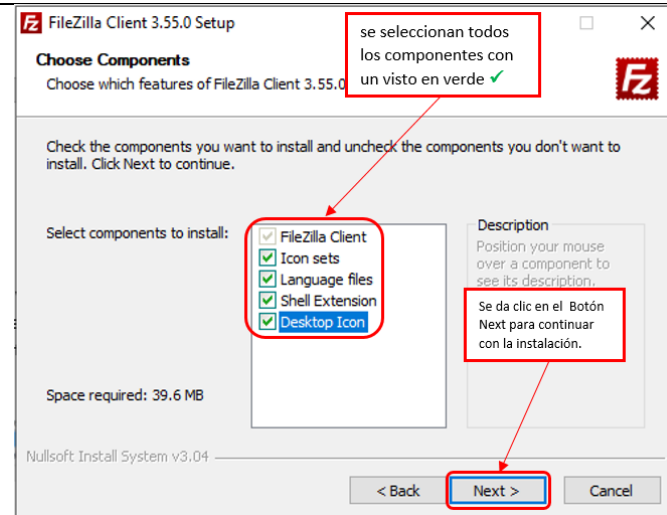 FileZilla Client 3.55.0 Setup
se seleccionan todos
los componentes con
un visto en verde ✓
Choose Components
Choose which features of FileZilla Client 3.55.0
Fz
Check the components you want to install and uncheck the components you don't want to
install. Click Next to continue.
Select components to install:
FileZilla Client
Icon sets
Language files
Shell Extension
Desktop Icon
Description
Position your mouse
over a component to
see its description.
Se da clic en el Botón
Next para continuar
con la instalación.
Space required: 39.6 MB
Nullsoft Install System v3.04
< Back
Next >
Cancel